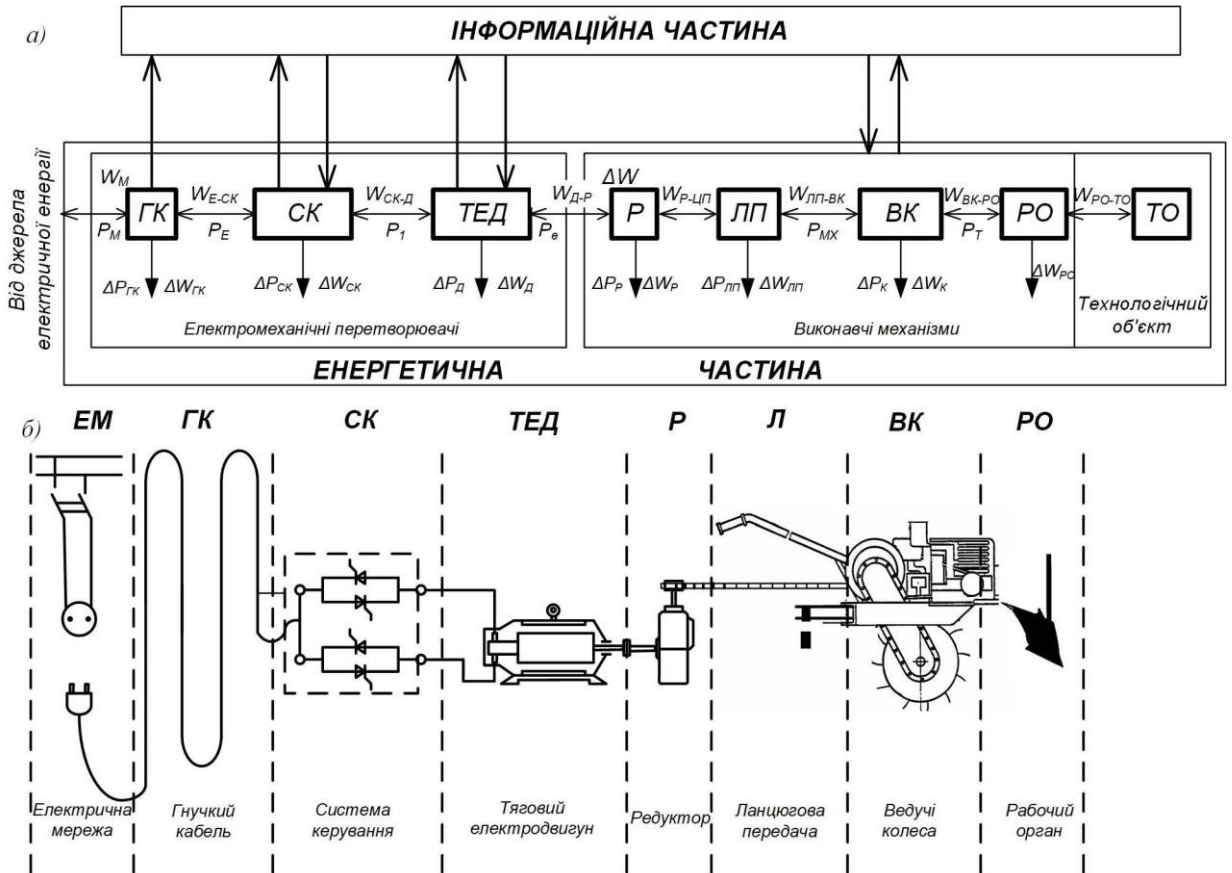 а)
ІНФОРМАЦІЙНА ЧАСТИНА
Від джерела
електричної енергії
W_М
W_Е-СК
W_СК-Д
W_Д-Р
ΔW
W_Р-ЦП
W_ЛП-ВК
W_ВК-РО
W_РО-ТО
ГК
СК
ТЕД
Р
ЛП
ВК
РО
ТО
P_М
P_Е
P_1
P_в
P_МХ
P_Т
ΔP_ГК
ΔW_ГК
ΔP_СК
ΔW_СК
ΔP_Д
ΔW_Д
ΔP_Р
ΔW_Р
ΔP_ЛП
ΔW_ЛП
ΔP_К
ΔW_К
ΔW_РО
Електромеханічні перетворювачі
Виконавчі механізми
Технологічний
об'єкт
ЕНЕРГЕТИЧНА
ЧАСТИНА
б)
ЕМ
ГК
СК
ТЕД
Р
Л
ВК
РО
Електрична
мережа
Гнучкий
кабель
Система
керування
Тяговий
електродвигун
Редуктор
Ланцюгова
передача
Ведучі
колеса
Рабочий
орган